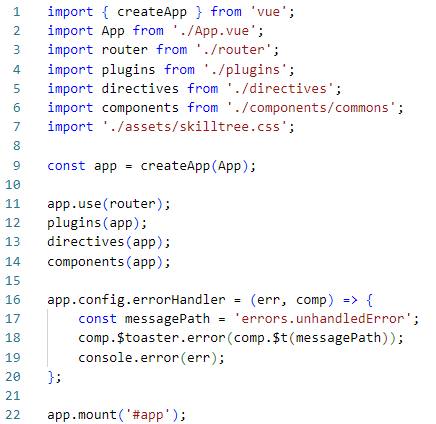 1 import { createApp } from 'vue';
2 import App from './App.vue';
3 import router from './router';
4 import plugins from './plugins';
5 import directives from './directives';
6 import components from './components/commons';
7 import './assets/skilltree.css';
8
9 const app = createApp(App);
10
11 app.use(router);
12 plugins(app);
13 directives(app);
14 components(app);
15
16 app.config.errorHandler = (err, comp) => {
17     const messagePath = 'errors.unhandledError';
18     comp.$toaster.error(comp.$t(messagePath));
19     console.error(err);
20 };
21
22 app.mount('#app');